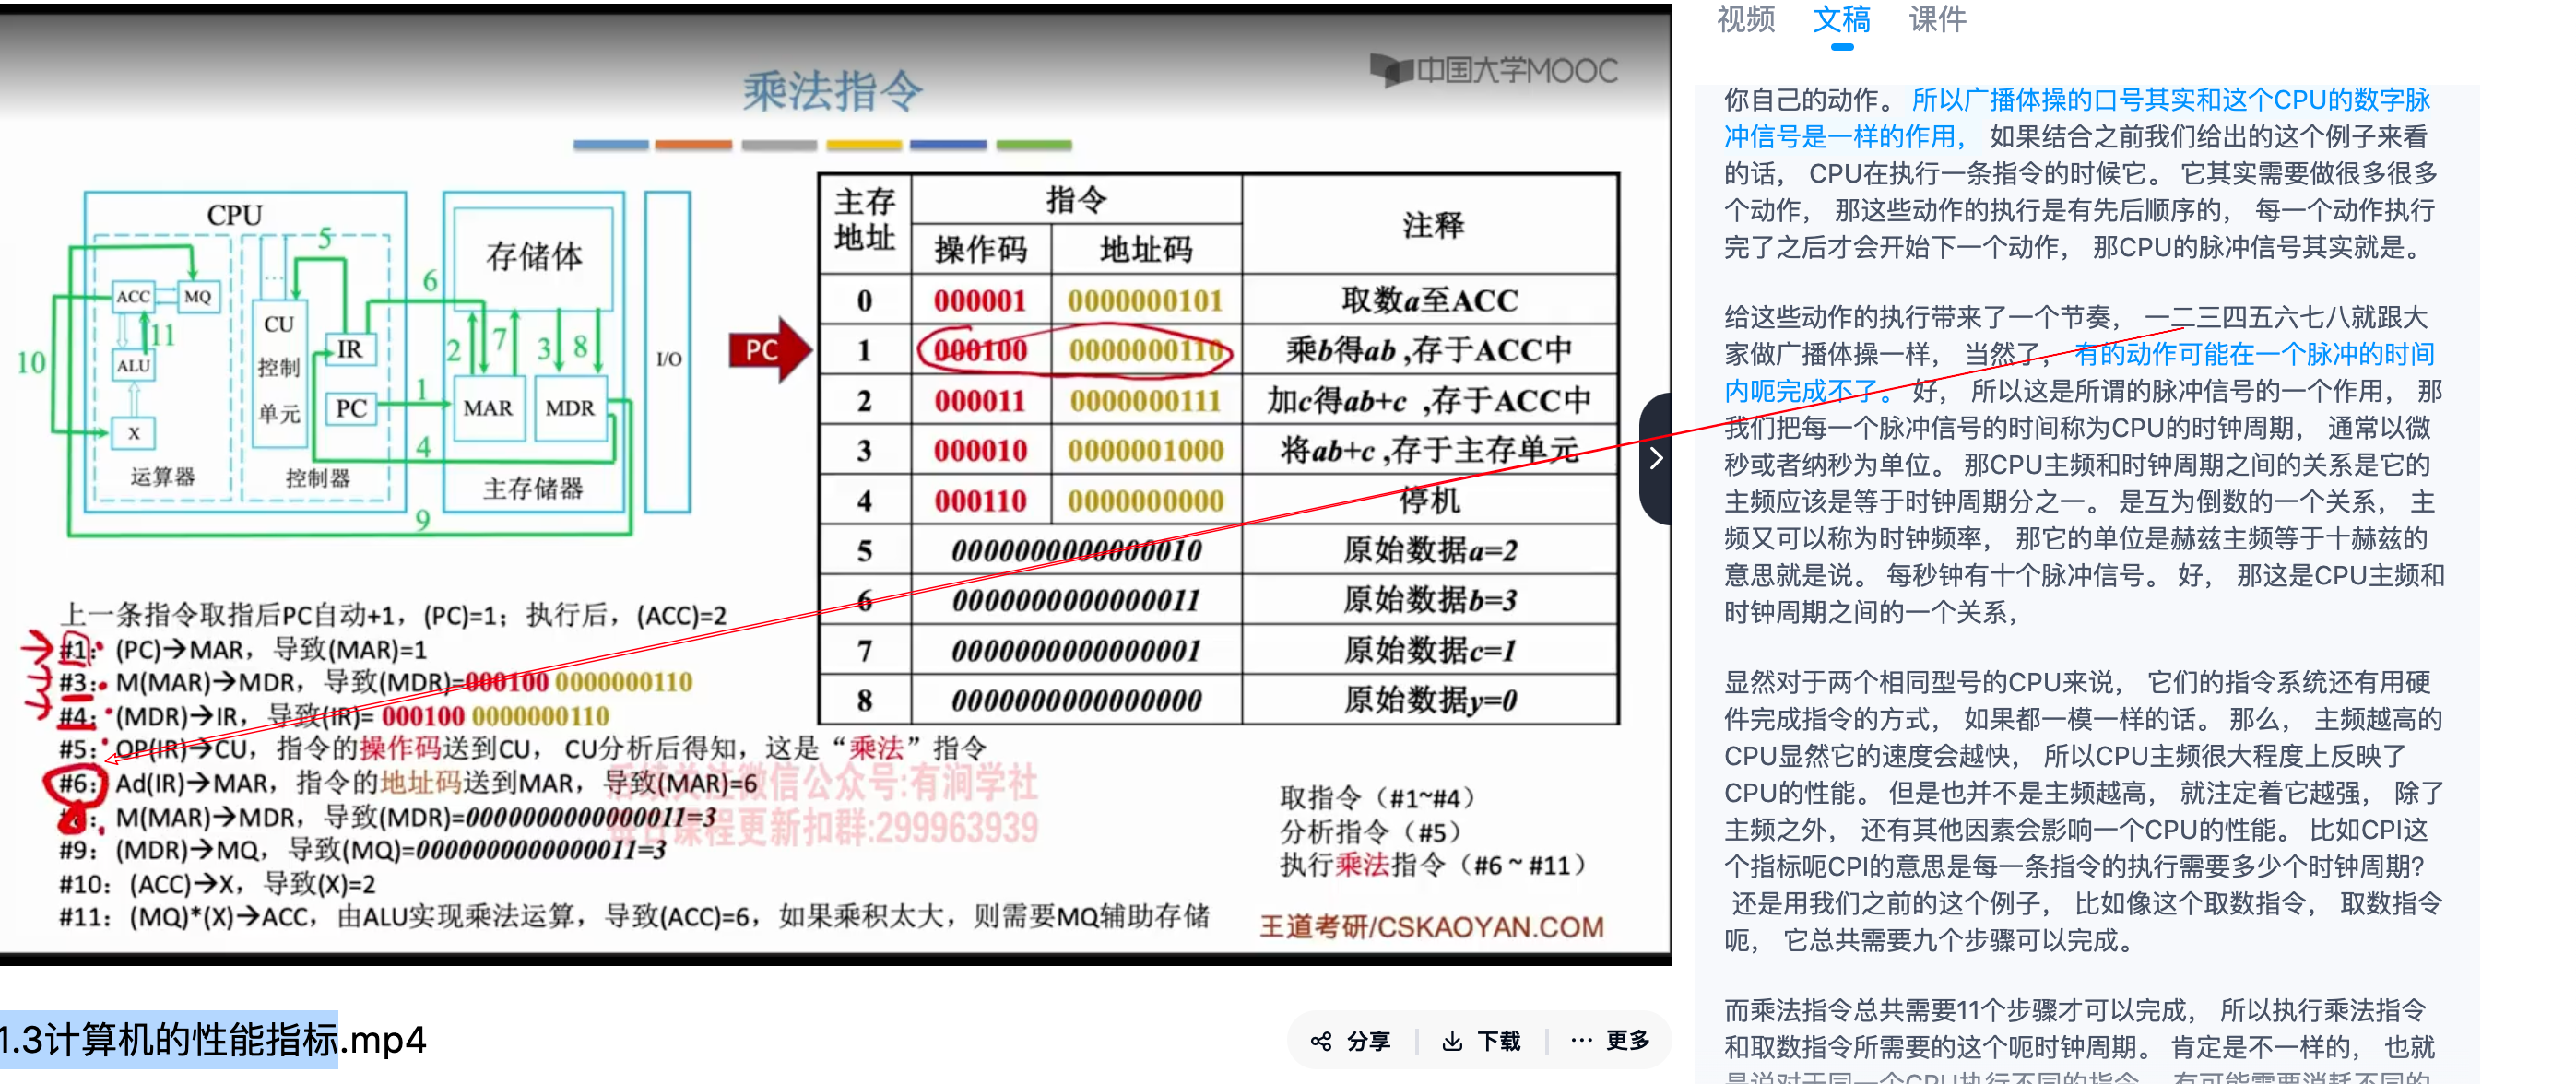 乘法指令
中国大学MOOC
CPU
ACC
MQ
ALU
X
运算器
CU
控制
单元
IR
PC
控制器
存储体
MAR
MDR
主存储器
I/O
1
2
3
4
5
6
7
8
9
10
11
PC
主存地址 指令 注释
操作码 地址码
0 000001 0000000101 取数a至ACC
1 000100 0000000110 乘b得ab ,存于ACC中
2 000011 0000000111 加c得ab+c ,存于ACC中
3 000010 0000001000 将ab+c ,存于主存单元
4 000110 0000000000 停机
5 0000000000000010 原始数据a=2
6 0000000000000011 原始数据b=3
7 0000000000000001 原始数据c=1
8 0000000000000000 原始数据y=0
上一条指令取指后PC自动+1，(PC)=1；执行后，(ACC)=2
#1：(PC)→MAR，导致(MAR)=1
#3：M(MAR)→MDR，导致(MDR)=000100 0000000110
#4：(MDR)→IR，导致(IR)= 000100 0000000110
#5：OP(IR)→CU，指令的操作码送到CU，CU分析后得知，这是“乘法”指令
#6：Ad(IR)→MAR，指令的地址码送到MAR，导致(MAR)=6
8：M(MAR)→MDR，导致(MDR)=0000000000000011=3
#9：(MDR)→MQ，导致(MQ)=0000000000000011=3
#10：(ACC)→X，导致(X)=2
#11：(MQ)*(X)→ACC，由ALU实现乘法运算，导致(ACC)=6，如果乘积太大，则需要MQ辅助存储
后续关注微信公众号:有涧学社
每日课程更新扣群:299963939
取指令（#1~#4）
分析指令（#5）
执行乘法指令（#6 ~ #11）
王道考研/CSKAOYAN.COM
1.3计算机的性能指标.mp4
分享
下载
更多
视频 文稿 课件
你自己的动作。 所以广播体操的口号其实和这个CPU的数字脉
冲信号是一样的作用， 如果结合之前我们给出的这个例子来看
的话， CPU在执行一条指令的时候它。 它其实需要做很多很多
个动作， 那这些动作的执行是有先后顺序的， 每一个动作执行
完了之后才会开始下一个动作， 那CPU的脉冲信号其实就是。
给这些动作的执行带来了一个节奏， 一二三四五六七八就跟大
家做广播体操一样， 当然了， 有的动作可能在一个脉冲的时间
内呃完成不了。 好， 所以这是所谓的脉冲信号的一个作用， 那
我们把每一个脉冲信号的时间称为CPU的时钟周期， 通常以微
秒或者纳秒为单位。 那CPU主频和时钟周期之间的关系是它的
主频应该是等于时钟周期分之一。 是互为倒数的一个关系， 主
频又可以称为时钟频率， 那它的单位是赫兹主频等于十赫兹的
意思就是说。 每秒钟有十个脉冲信号。 好， 那这是CPU主频和
时钟周期之间的一个关系，
显然对于两个相同型号的CPU来说， 它们的指令系统还有用硬
件完成指令的方式， 如果都一模一样的话。 那么， 主频越高的
CPU显然它的速度会越快， 所以CPU主频很大程度上反映了
CPU的性能。 但是也并不是主频越高， 就注定着它越强， 除了
主频之外， 还有其他因素会影响一个CPU的性能。 比如CPI这
个指标呃CPI的意思是每一条指令的执行需要多少个时钟周期?
还是用我们之前的这个例子， 比如像这个取数指令， 取数指令
呃， 它总共需要九个步骤可以完成。
而乘法指令总共需要11个步骤才可以完成， 所以执行乘法指令
和取数指令所需要的这个呃时钟周期。 肯定是不一样的， 也就
是说对于同一个CPU执行不同的指令， 有可能需要消耗不同的